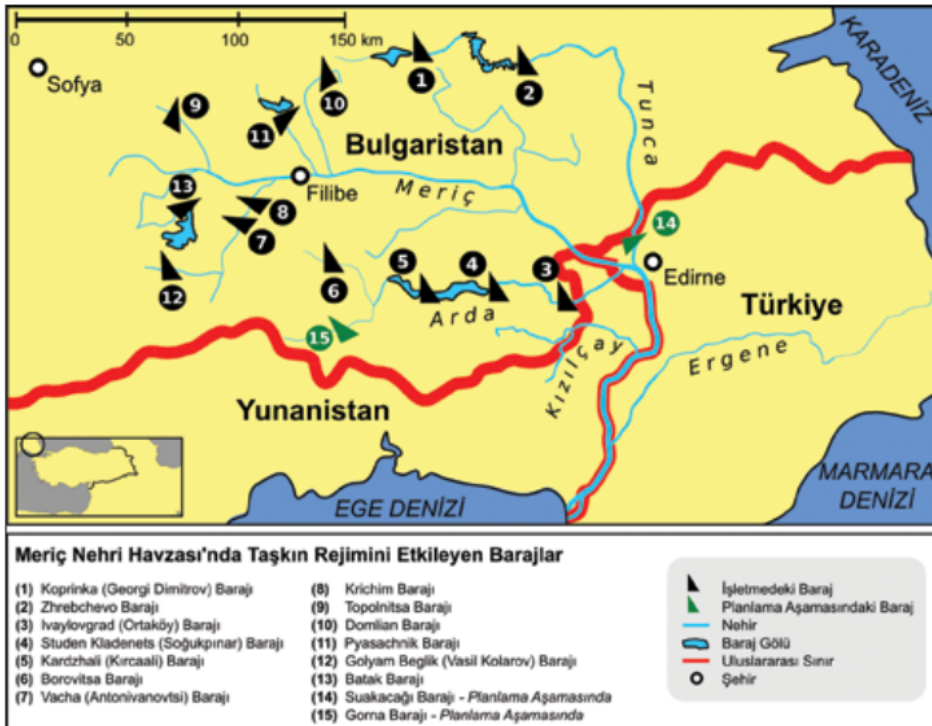 0 50 100 150 km
KARADENİZ
Sofya
1
2
9
10
11
Bulgaristan
Tunca
13
Filibe
Meriç
8
7
14
5
4
3
Edirne
12
6
Arda
Türkiye
15
Kızılçay
Ergene
Yunanistan
MARMARA
DENİZİ
EGE DENİZİ
Meriç Nehri Havzası'nda Taşkın Rejimini Etkileyen Barajlar
(1) Koprinka (Georgi Dimitrov) Barajı
(2) Zhrebchevo Barajı
(3) Ivaylovgrad (Ortaköy) Barajı
(4) Studen Kladenets (Soğukpınar) Barajı
(5) Kardzhali (Kırcaali) Barajı
(6) Borovitsa Barajı
(7) Vacha (Antonivanovtsi) Barajı
(8) Krichim Barajı
(9) Topolnitsa Barajı
(10) Domlian Barajı
(11) Pyasachnik Barajı
(12) Golyam Beglik (Vasil Kolarov) Barajı
(13) Batak Barajı
(14) Suakacağı Barajı - Planlama Aşamasında
(15) Gorna Barajı - Planlama Aşamasında
İşletmedeki Baraj
Planlama Aşamasındaki Baraj
Nehir
Baraj Gölü
Uluslararası Sınır
Şehir